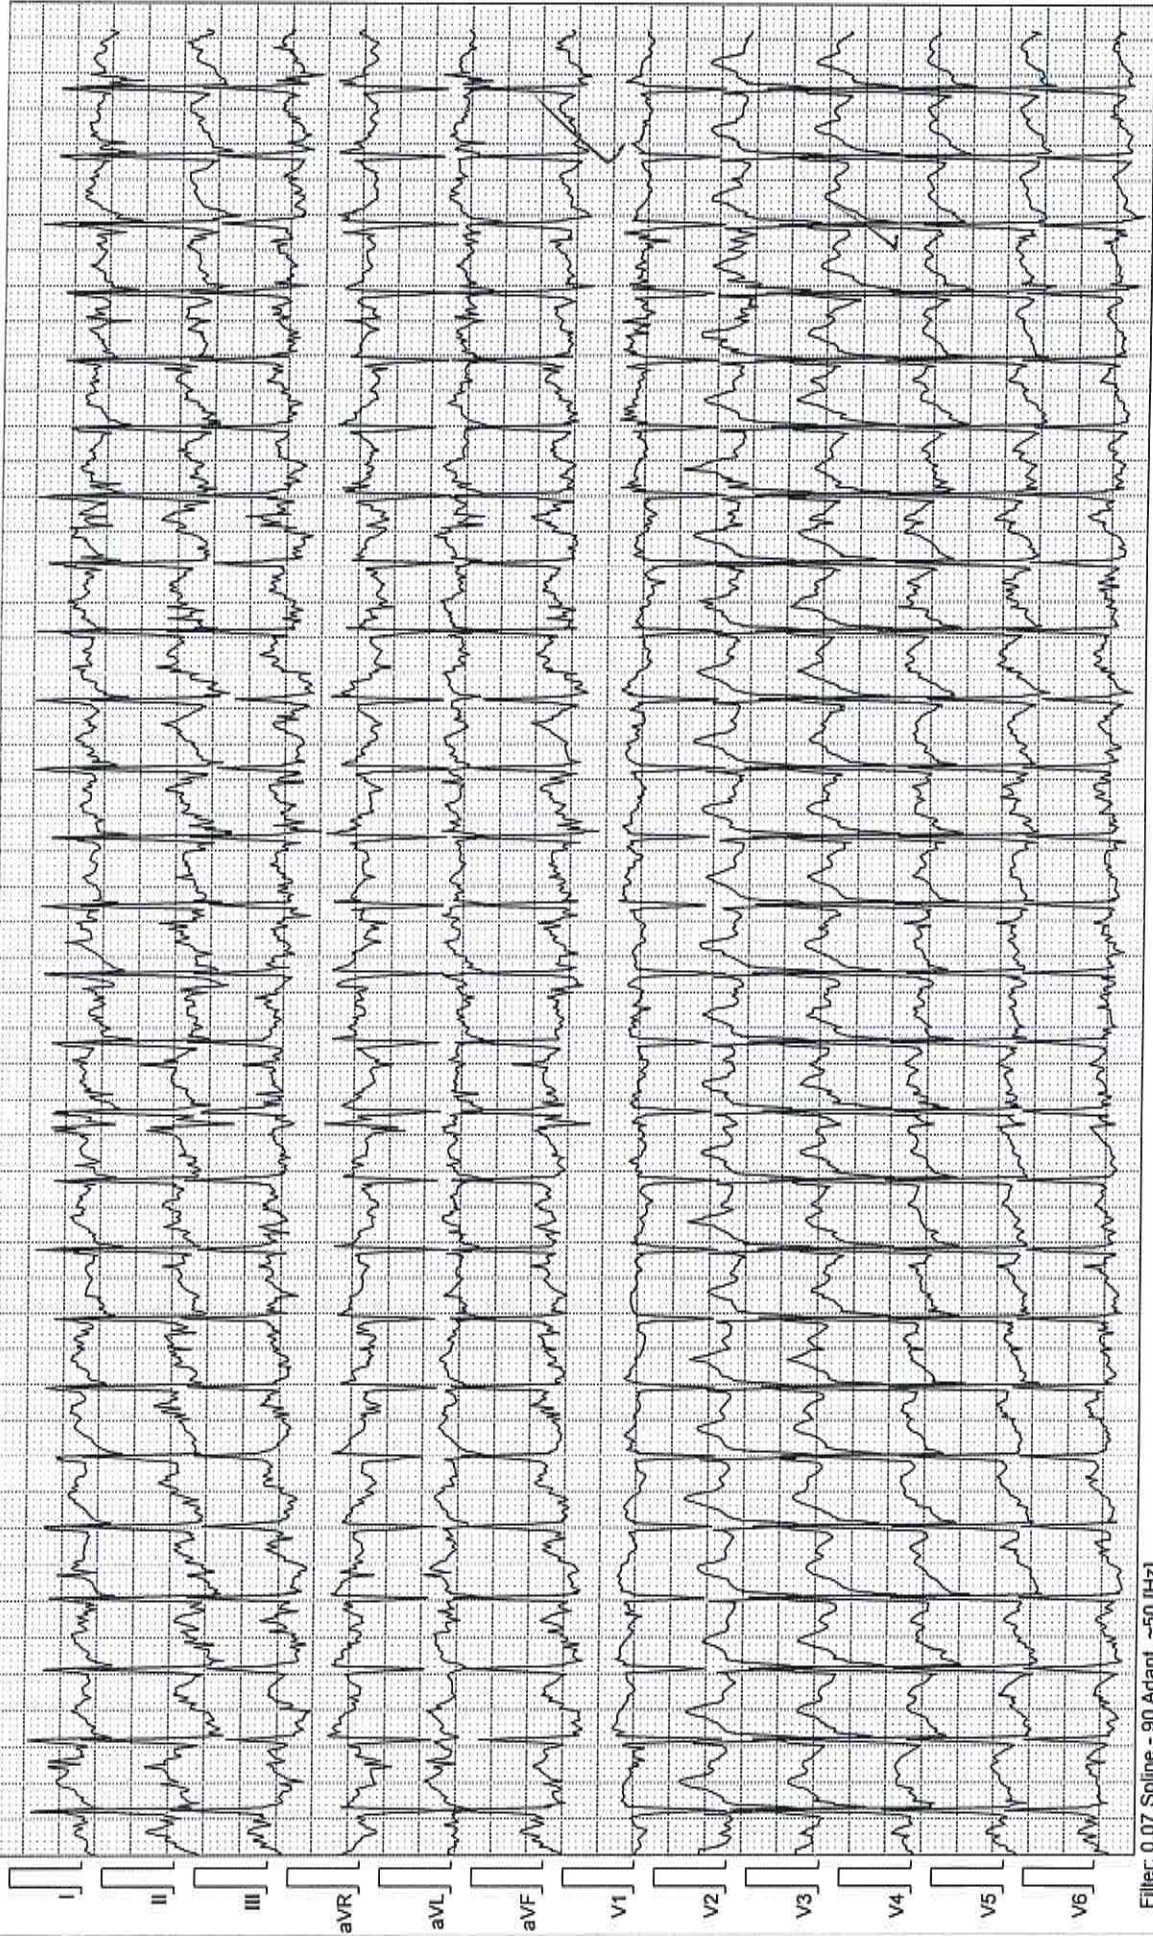 I
II
III
aVR
aVL
aVF
V1
V2
V3
V4
V5
V6
Filter: 0.07 Spline - 90 Adapt. ~50 [Hz]